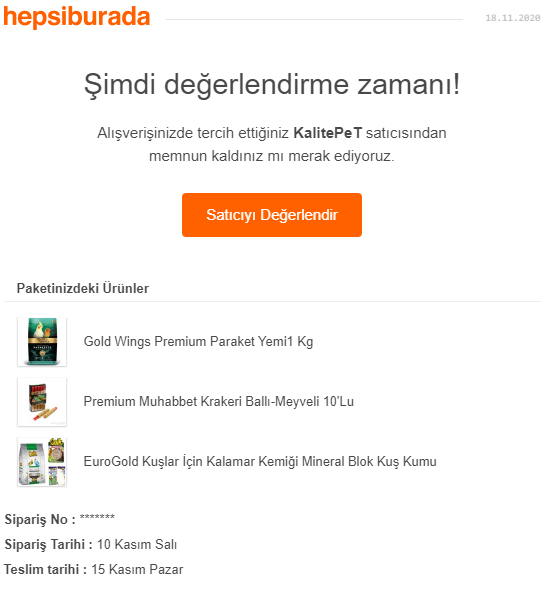 hepsiburada
18.11.2020
Şimdi değerlendirme zamanı!
Alışverişinizde tercih ettiğiniz KalitePeT satıcısından
memnun kaldınız mı merak ediyoruz.
Satıcıyı Değerlendir
Paketinizdeki Ürünler
Gold Wings Premium Paraket Yemi1 Kg
Premium Muhabbet Krakeri Ballı-Meyveli 10'Lu
EuroGold Kuşlar İçin Kalamar Kemiği Mineral Blok Kuş Kumu
Sipariş No : *******
Sipariş Tarihi : 10 Kasım Salı
Teslim tarihi : 15 Kasım Pazar